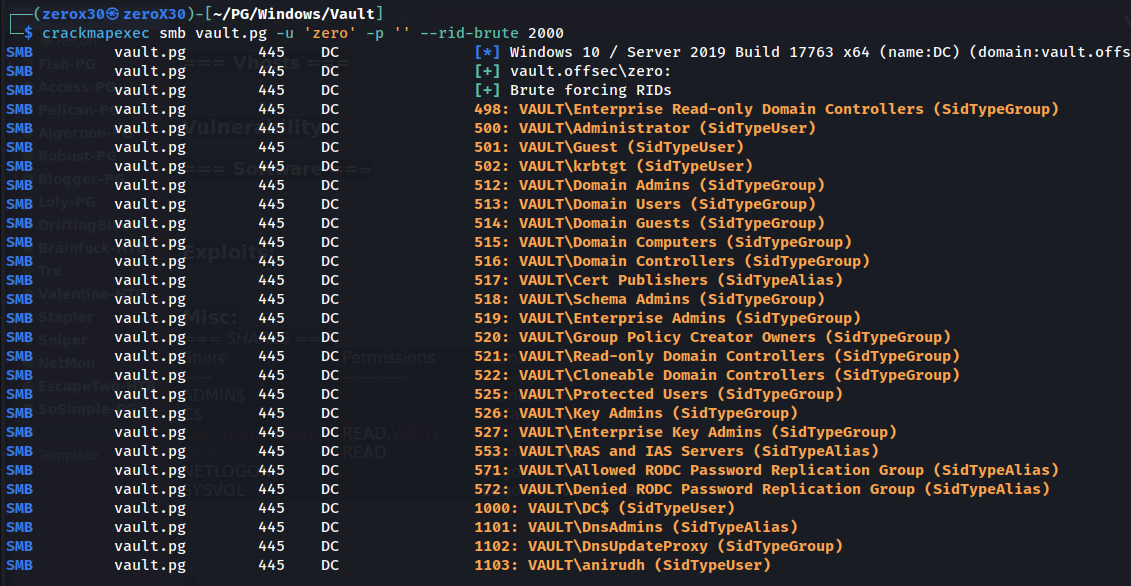 ┌──(zerox30㉿zeroX30)-[~/PG/Windows/Vault]
└─$ crackmapexec smb vault.pg -u 'zero' -p '' --rid-brute 2000
SMB vault.pg 445 DC [*] Windows 10 / Server 2019 Build 17763 x64 (name:DC) (domain:vault.offs
SMB vault.pg 445 DC [+] vault.offsec\zero:
SMB vault.pg 445 DC [+] Brute forcing RIDs
SMB vault.pg 445 DC 498: VAULT\Enterprise Read-only Domain Controllers (SidTypeGroup)
SMB vault.pg 445 DC 500: VAULT\Administrator (SidTypeUser)
SMB vault.pg 445 DC 501: VAULT\Guest (SidTypeUser)
SMB vault.pg 445 DC 502: VAULT\krbtgt (SidTypeUser)
SMB vault.pg 445 DC 512: VAULT\Domain Admins (SidTypeGroup)
SMB vault.pg 445 DC 513: VAULT\Domain Users (SidTypeGroup)
SMB vault.pg 445 DC 514: VAULT\Domain Guests (SidTypeGroup)
SMB vault.pg 445 DC 515: VAULT\Domain Computers (SidTypeGroup)
SMB vault.pg 445 DC 516: VAULT\Domain Controllers (SidTypeGroup)
SMB vault.pg 445 DC 517: VAULT\Cert Publishers (SidTypeAlias)
SMB vault.pg 445 DC 518: VAULT\Schema Admins (SidTypeGroup)
SMB vault.pg 445 DC 519: VAULT\Enterprise Admins (SidTypeGroup)
SMB vault.pg 445 DC 520: VAULT\Group Policy Creator Owners (SidTypeGroup)
SMB vault.pg 445 DC 521: VAULT\Read-only Domain Controllers (SidTypeGroup)
SMB vault.pg 445 DC 522: VAULT\Cloneable Domain Controllers (SidTypeGroup)
SMB vault.pg 445 DC 525: VAULT\Protected Users (SidTypeGroup)
SMB vault.pg 445 DC 526: VAULT\Key Admins (SidTypeGroup)
SMB vault.pg 445 DC 527: VAULT\Enterprise Key Admins (SidTypeGroup)
SMB vault.pg 445 DC 553: VAULT\RAS and IAS Servers (SidTypeAlias)
SMB vault.pg 445 DC 571: VAULT\Allowed RODC Password Replication Group (SidTypeAlias)
SMB vault.pg 445 DC 572: VAULT\Denied RODC Password Replication Group (SidTypeAlias)
SMB vault.pg 445 DC 1000: VAULT\DC$ (SidTypeUser)
SMB vault.pg 445 DC 1101: VAULT\DnsAdmins (SidTypeAlias)
SMB vault.pg 445 DC 1102: VAULT\DnsUpdateProxy (SidTypeGroup)
SMB vault.pg 445 DC 1103: VAULT\anirudh (SidTypeUser)